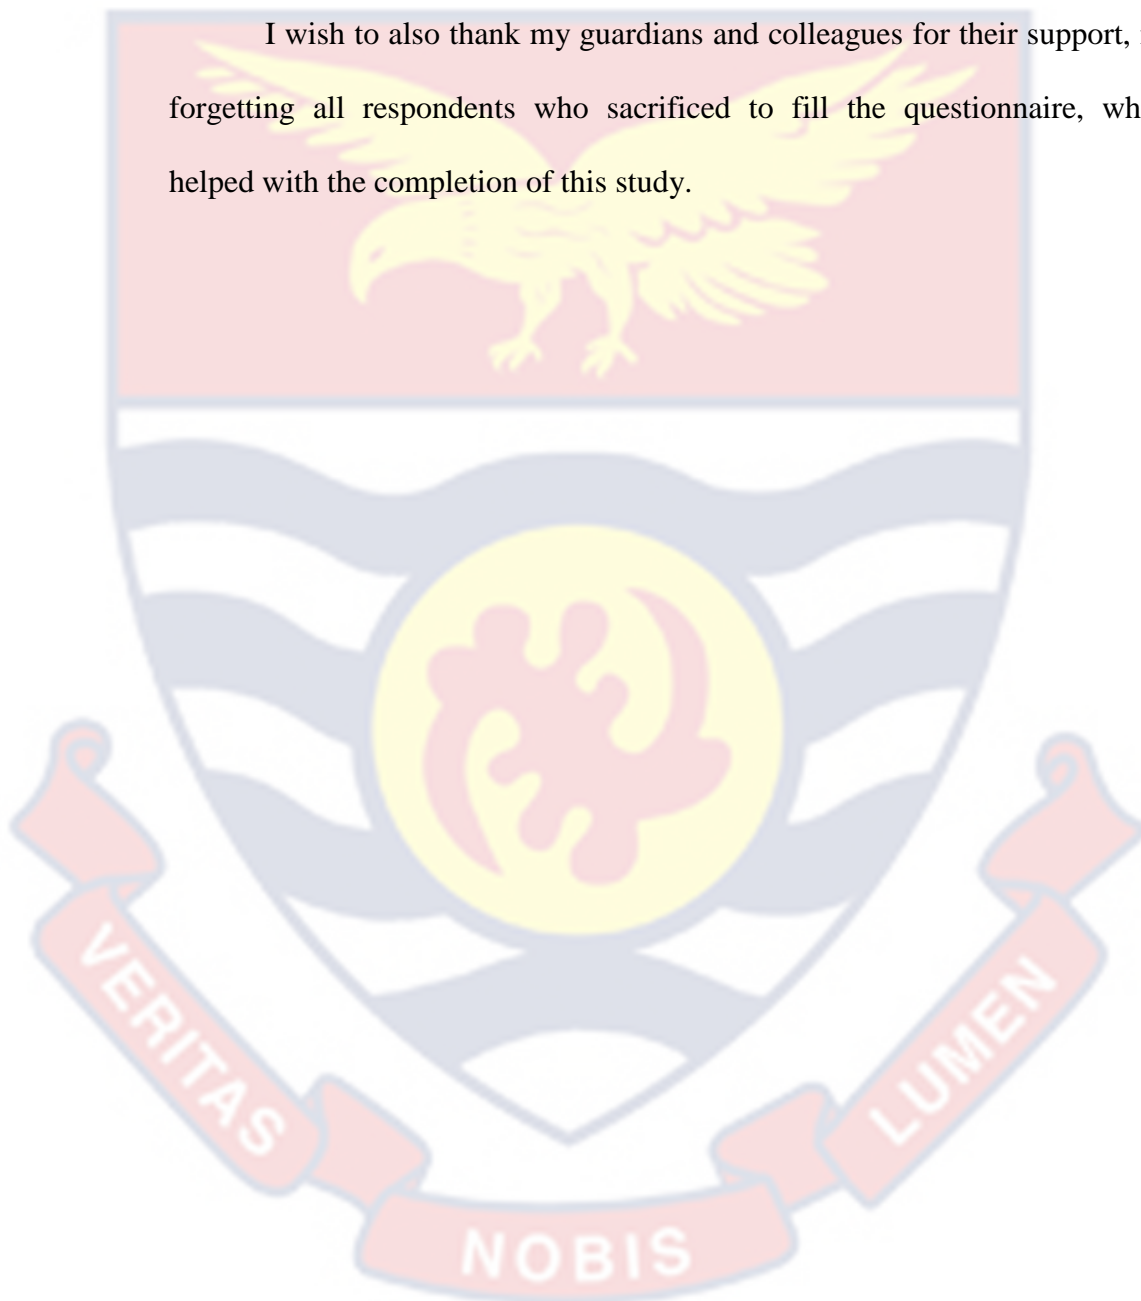 I wish to also thank my guardians and colleagues for their support,
forgetting all respondents who sacrificed to fill the questionnaire, wh
helped with the completion of this study.
VERITAS
NOBIS
LUMEN